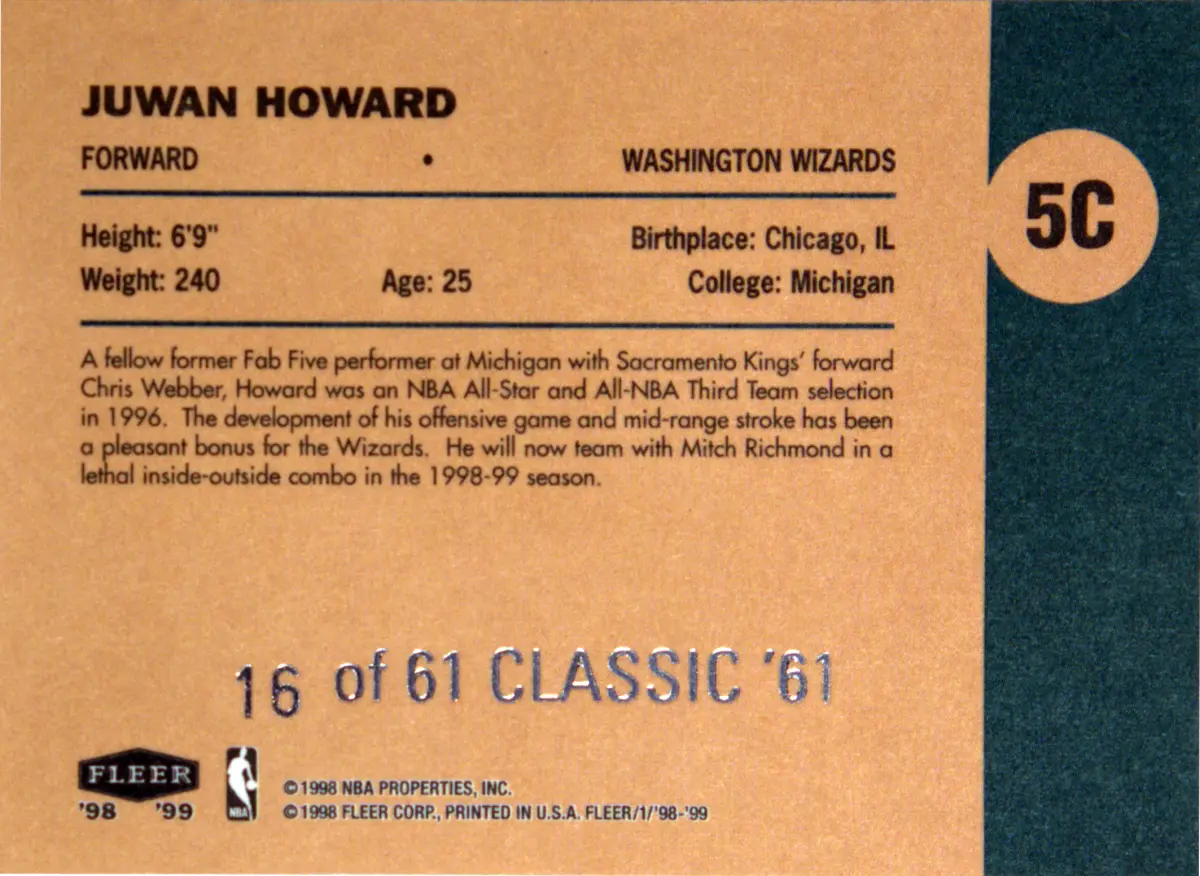 JUWAN HOWARD
FORWARD • WASHINGTON WIZARDS
5C
Height: 6'9" Birthplace: Chicago, IL
Weight: 240 Age: 25 College: Michigan
A fellow former Fab Five performer at Michigan with Sacramento Kings' forward
Chris Webber, Howard was an NBA All-Star and All-NBA Third Team selection
in 1996. The development of his offensive game and mid-range stroke has been
a pleasant bonus for the Wizards. He will now team with Mitch Richmond in a
lethal inside-outside combo in the 1998-99 season.
16 of 61 CLASSIC '61
FLEER
'98 '99
NBA
©1998 NBA PROPERTIES, INC.
©1998 FLEER CORP., PRINTED IN U.S.A. FLEER/1/'98-'99